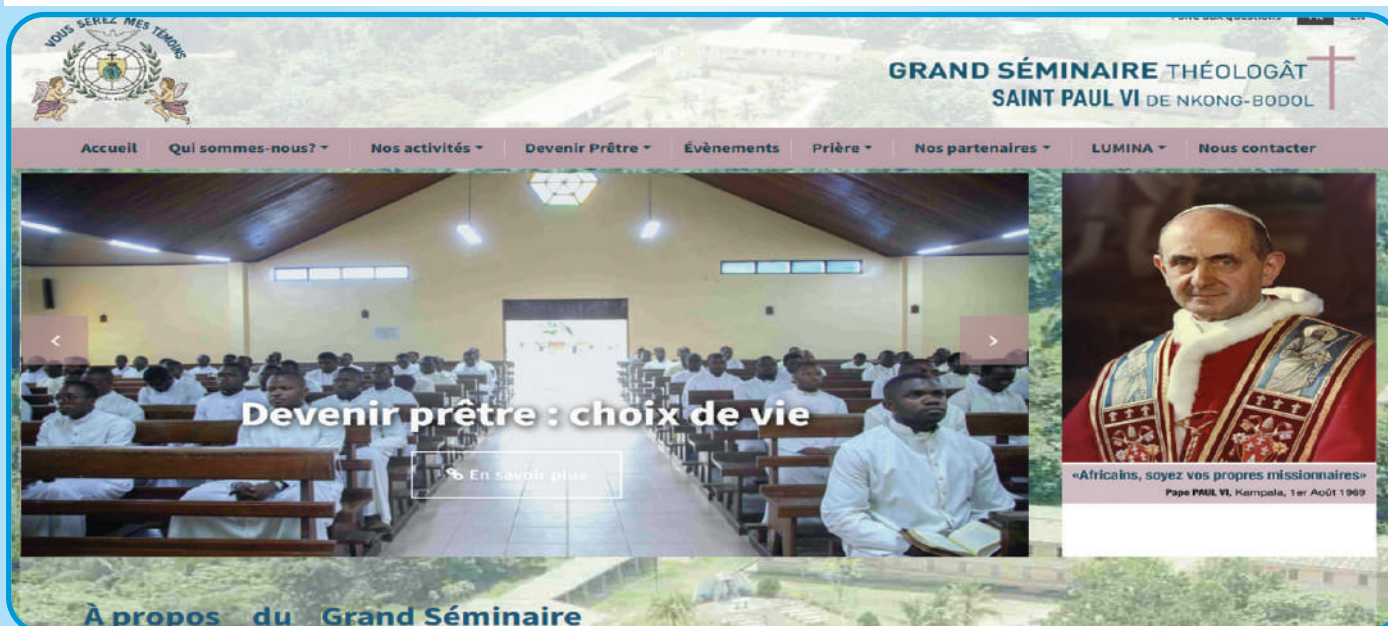 VOUS SEREZ MES TÉMOINS
FR EN
GRAND SÉMINAIRE THÉOLOGÂT
SAINT PAUL VI DE NKONG-BODOL
Accueil Qui sommes-nous? Nos activités Devenir Prêtre Évènements Prière Nos partenaires LUMINA Nous contacter
Devenir prêtre : choix de vie
En savoir plus
«Africains, soyez vos propres missionnaires»
Pape PAUL VI, Kampala, 1er Août 1969
À propos du Grand Séminaire